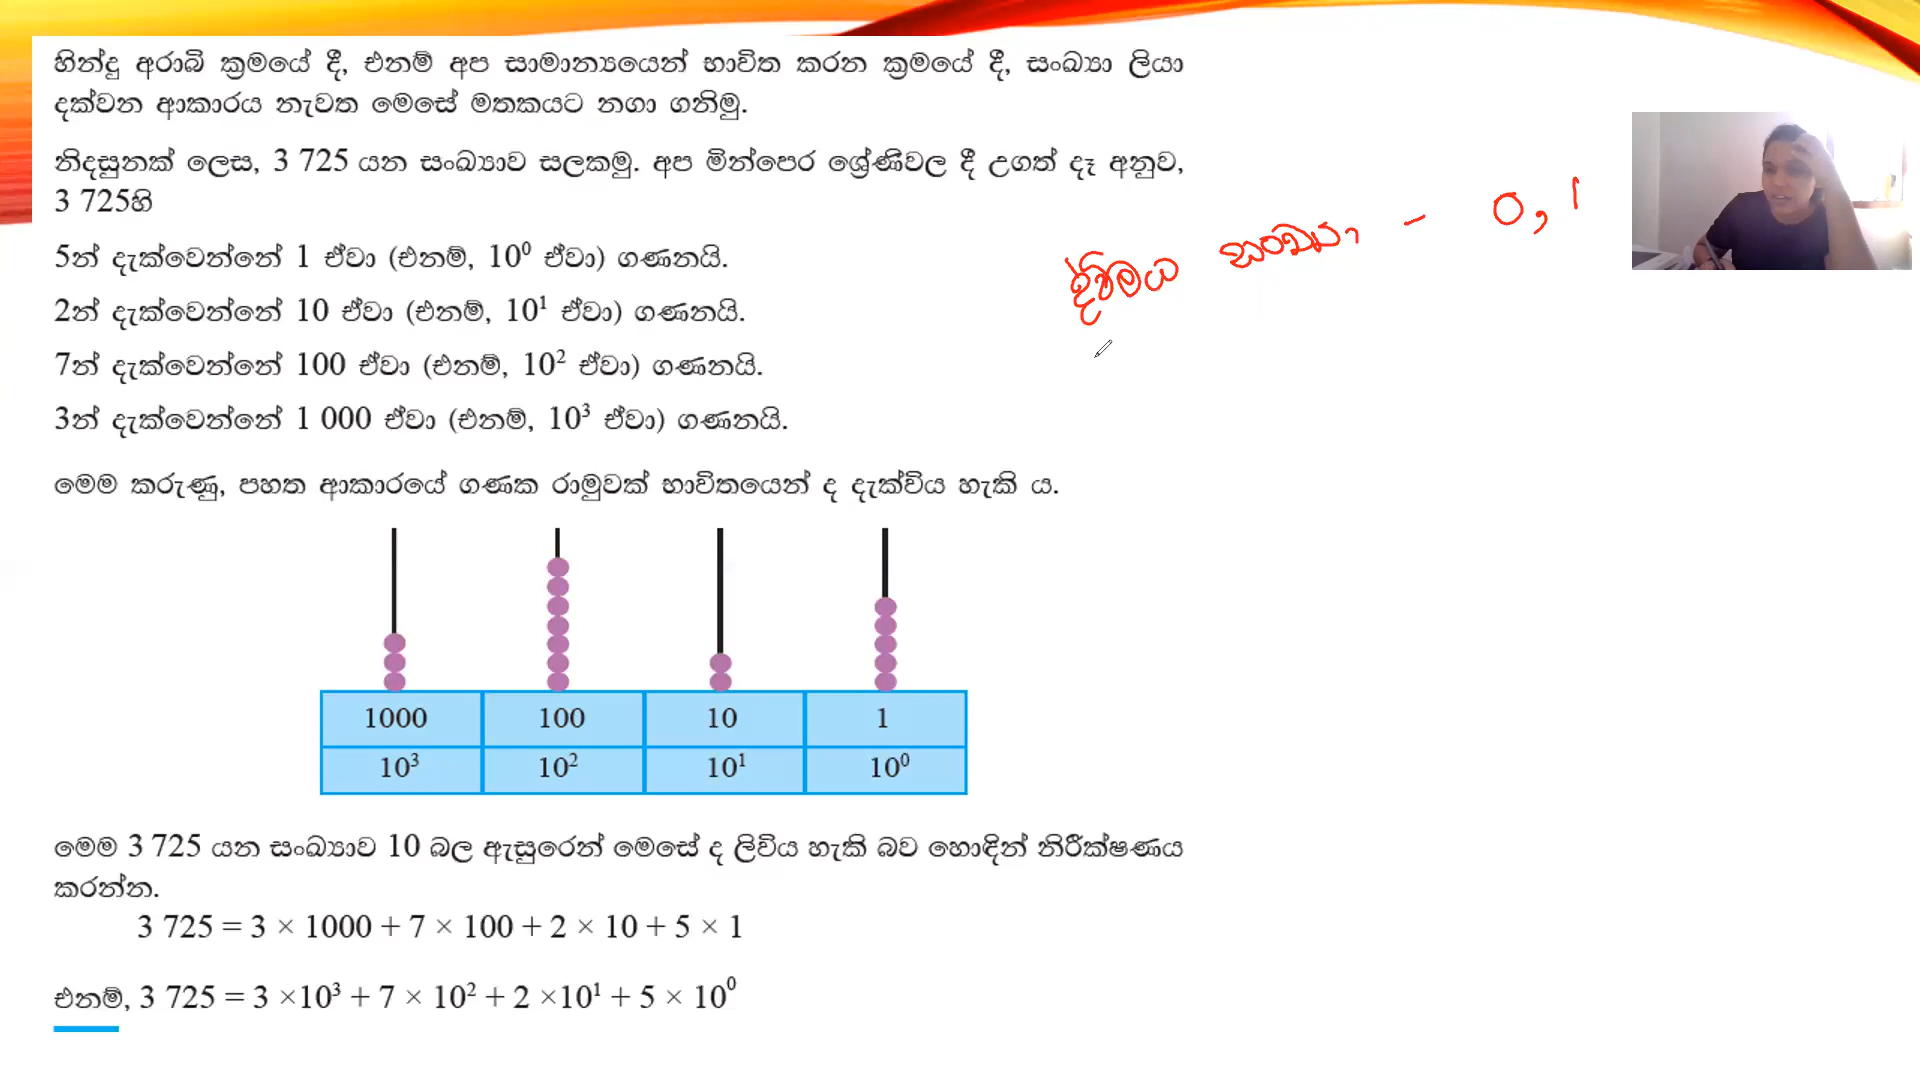 හින්දු අරාබි ක්‍රමයේ දී, එනම් අප සාමාන්‍යයෙන් භාවිත කරන ක්‍රමයේ දී, සංඛ්‍යා ලියා
දක්වන ආකාරය නැවත මෙසේ මතකයට නගා ගනිමු.
නිදසුනක් ලෙස, 3 725 යන සංඛ්‍යාව සලකමු. අප මින්පෙර ශ්‍රේණිවල දී උගත් දෑ අනුව,
3 725හි
5න් දැක්වෙන්නේ 1 ඒවා (එනම්, 10⁰ ඒවා) ගණනයි.
2න් දැක්වෙන්නේ 10 ඒවා (එනම්, 10¹ ඒවා) ගණනයි.
7න් දැක්වෙන්නේ 100 ඒවා (එනම්, 10² ඒවා) ගණනයි.
3න් දැක්වෙන්නේ 1 000 ඒවා (එනම්, 10³ ඒවා) ගණනයි.
ද්විමය සංඛ්‍යා - 0, 1
මෙම කරුණු, පහත ආකාරයේ ගණක රාමුවක් භාවිතයෙන් ද දැක්විය හැකි ය.
1000 100 10 1
10³ 10² 10¹ 10⁰
මෙම 3 725 යන සංඛ්‍යාව 10 බල ඇසුරෙන් මෙසේ ද ලිවිය හැකි බව හොඳින් නිරීක්ෂණය
කරන්න.
3 725 = 3 × 1000 + 7 × 100 + 2 × 10 + 5 × 1
එනම්, 3 725 = 3 ×10³ + 7 × 10² + 2 ×10¹ + 5 × 10⁰